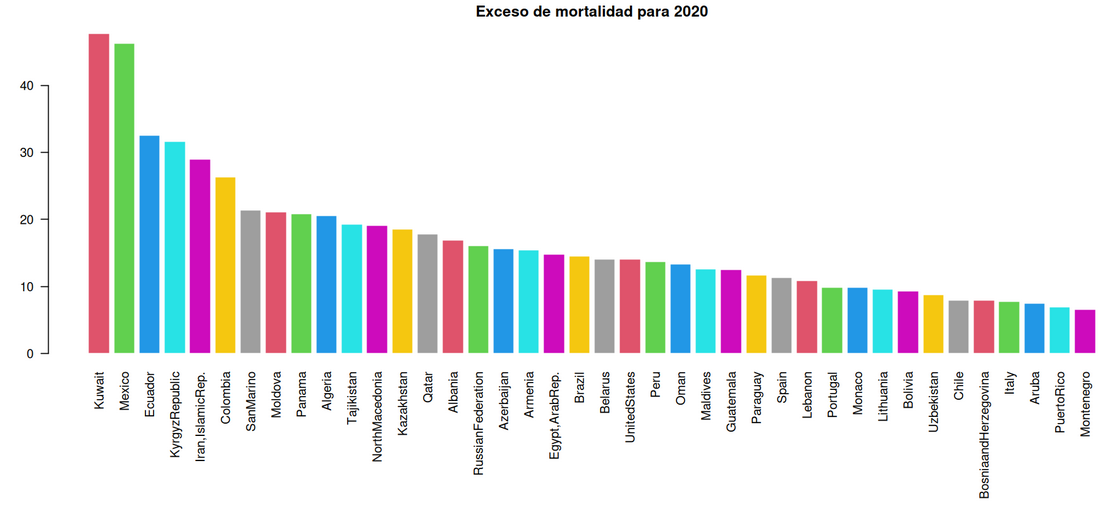 Exceso de mortalidad para 2020
40
30
20
10
0
Kuwait
Mexico
Ecuador
KyrgyzRepublic
Iran,IslamicRep.
Colombia
SanMarino
Moldova
Panama
Algeria
Tajikistan
NorthMacedonia
Kazakhstan
Qatar
Albania
RussianFederation
Azerbaijan
Armenia
Egypt,ArabRep.
Brazil
Belarus
UnitedStates
Peru
Oman
Maldives
Guatemala
Paraguay
Spain
Lebanon
Portugal
Monaco
Lithuania
Bolivia
Uzbekistan
Chile
BosniaandHerzegovina
Italy
Aruba
PuertoRico
Montenegro